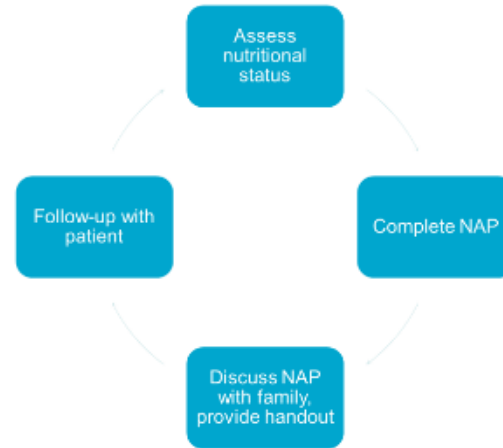 Assess
nutritional
status
Complete NAP
Discuss NAP
with family,
provide handout
Follow-up with
patient